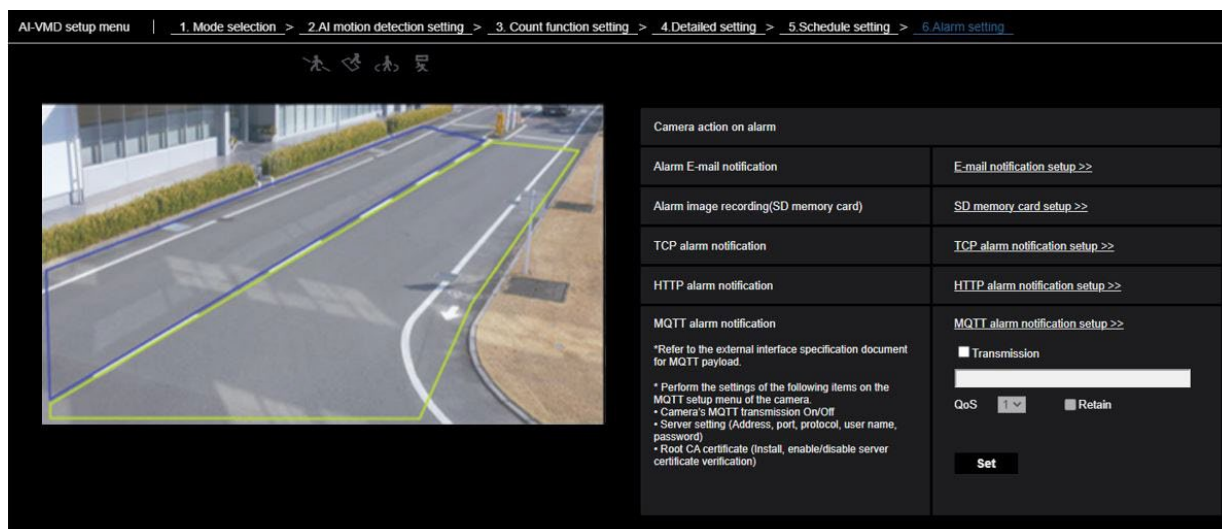 AI-VMD setup menu | 1. Mode selection > 2.AI motion detection setting > 3. Count function setting > 4.Detailed setting > 5.Schedule setting > 6.Alarm setting
Camera action on alarm
Alarm E-mail notification E-mail notification setup >>
Alarm image recording(SD memory card) SD memory card setup >>
TCP alarm notification TCP alarm notification setup >>
HTTP alarm notification HTTP alarm notification setup >>
MQTT alarm notification MQTT alarm notification setup >>
*Refer to the external interface specification document
for MQTT payload.
* Perform the settings of the following items on the
MQTT setup menu of the camera.
• Camera's MQTT transmission On/Off
• Server setting (Address, port, protocol, user name,
password)
• Root CA certificate (Install, enable/disable server
certificate verification)
Transmission
QoS 1 Retain
Set